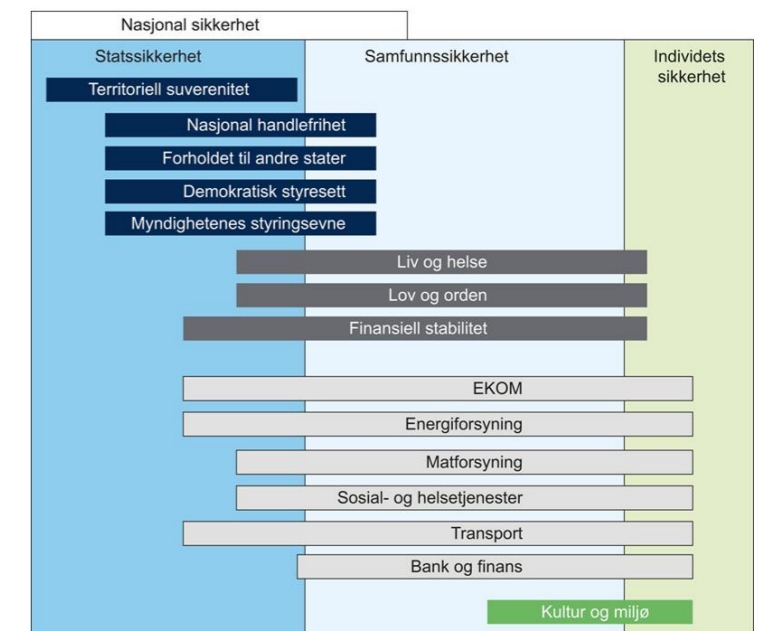 Nasjonal sikkerhet
Statssikkerhet
Samfunnssikkerhet
Individets
sikkerhet
Territoriell suverenitet
Nasjonal handlefrihet
Forholdet til andre stater
Demokratisk styresett
Myndighetenes styringsevne
Liv og helse
Lov og orden
Finansiell stabilitet
EKOM
Energiforsyning
Matforsyning
Sosial- og helsetjenester
Transport
Bank og finans
Kultur og miljø